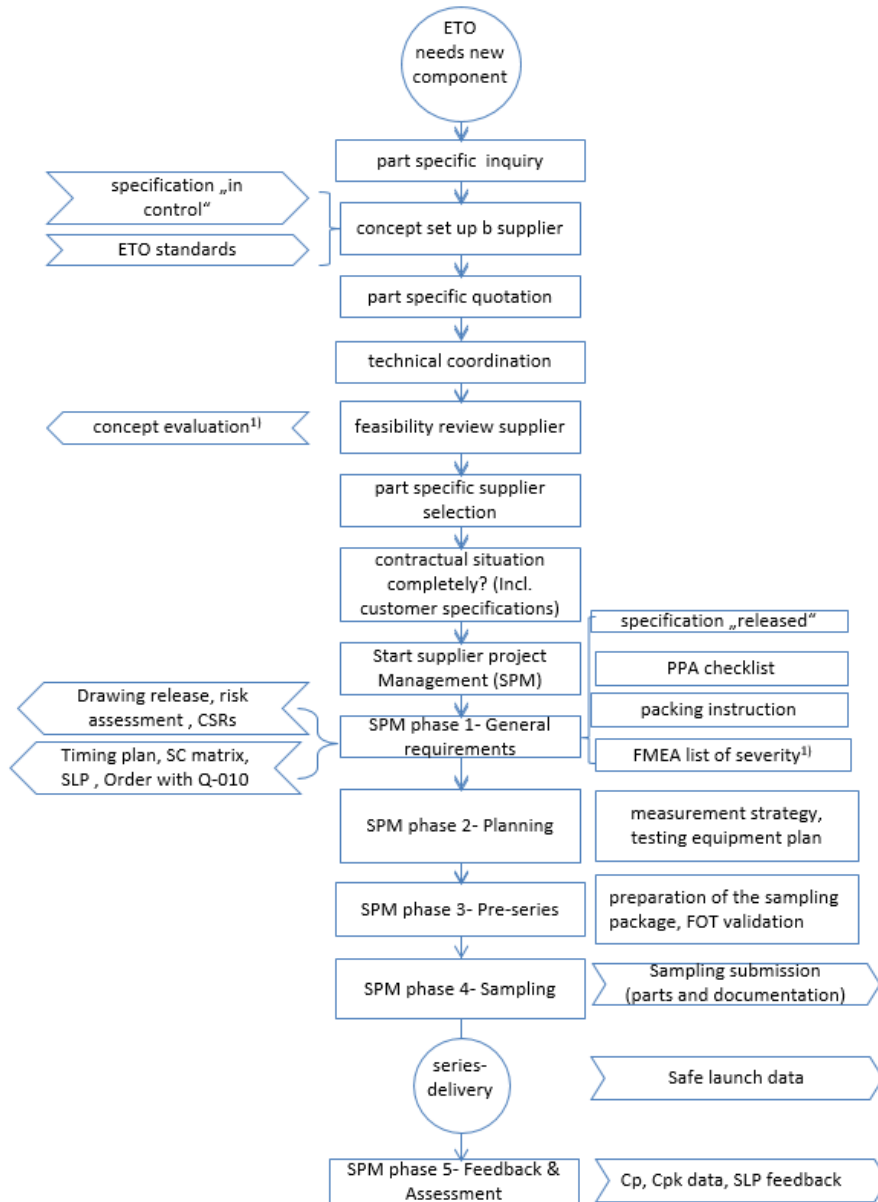 ETO
needs new
component
part specific inquiry
specification „in
control“
ETO standards
concept set up b supplier
part specific quotation
technical coordination
concept evaluation1)
feasibility review supplier
part specific supplier
selection
contractual situation
completely? (Incl.
customer specifications)
specification „released“
Start supplier project
Management (SPM)
PPA checklist
Drawing release, risk
assessment , CSRs
packing instruction
SPM phase 1- General
requirements
Timing plan, SC matrix,
SLP , Order with Q-010
FMEA list of severity1)
SPM phase 2- Planning
measurement strategy,
testing equipment plan
SPM phase 3- Pre-series
preparation of the sampling
package, FOT validation
SPM phase 4- Sampling
Sampling submission
(parts and documentation)
series-
delivery
Safe launch data
SPM phase 5- Feedback &
Assessment
Cp, Cpk data, SLP feedback